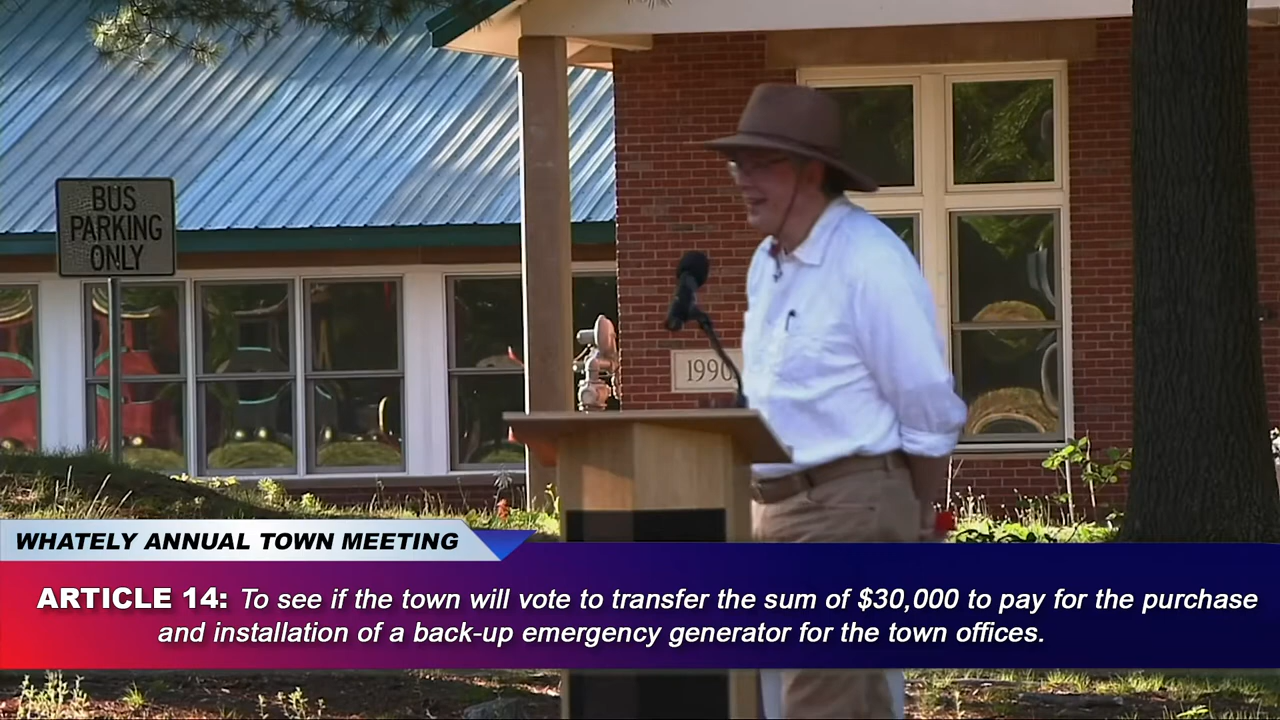 BUS
PARKING
ONLY
1990
WHATELY ANNUAL TOWN MEETING
ARTICLE 14: To see if the town will vote to transfer the sum of $30,000 to pay for the purchase
and installation of a back-up emergency generator for the town offices.